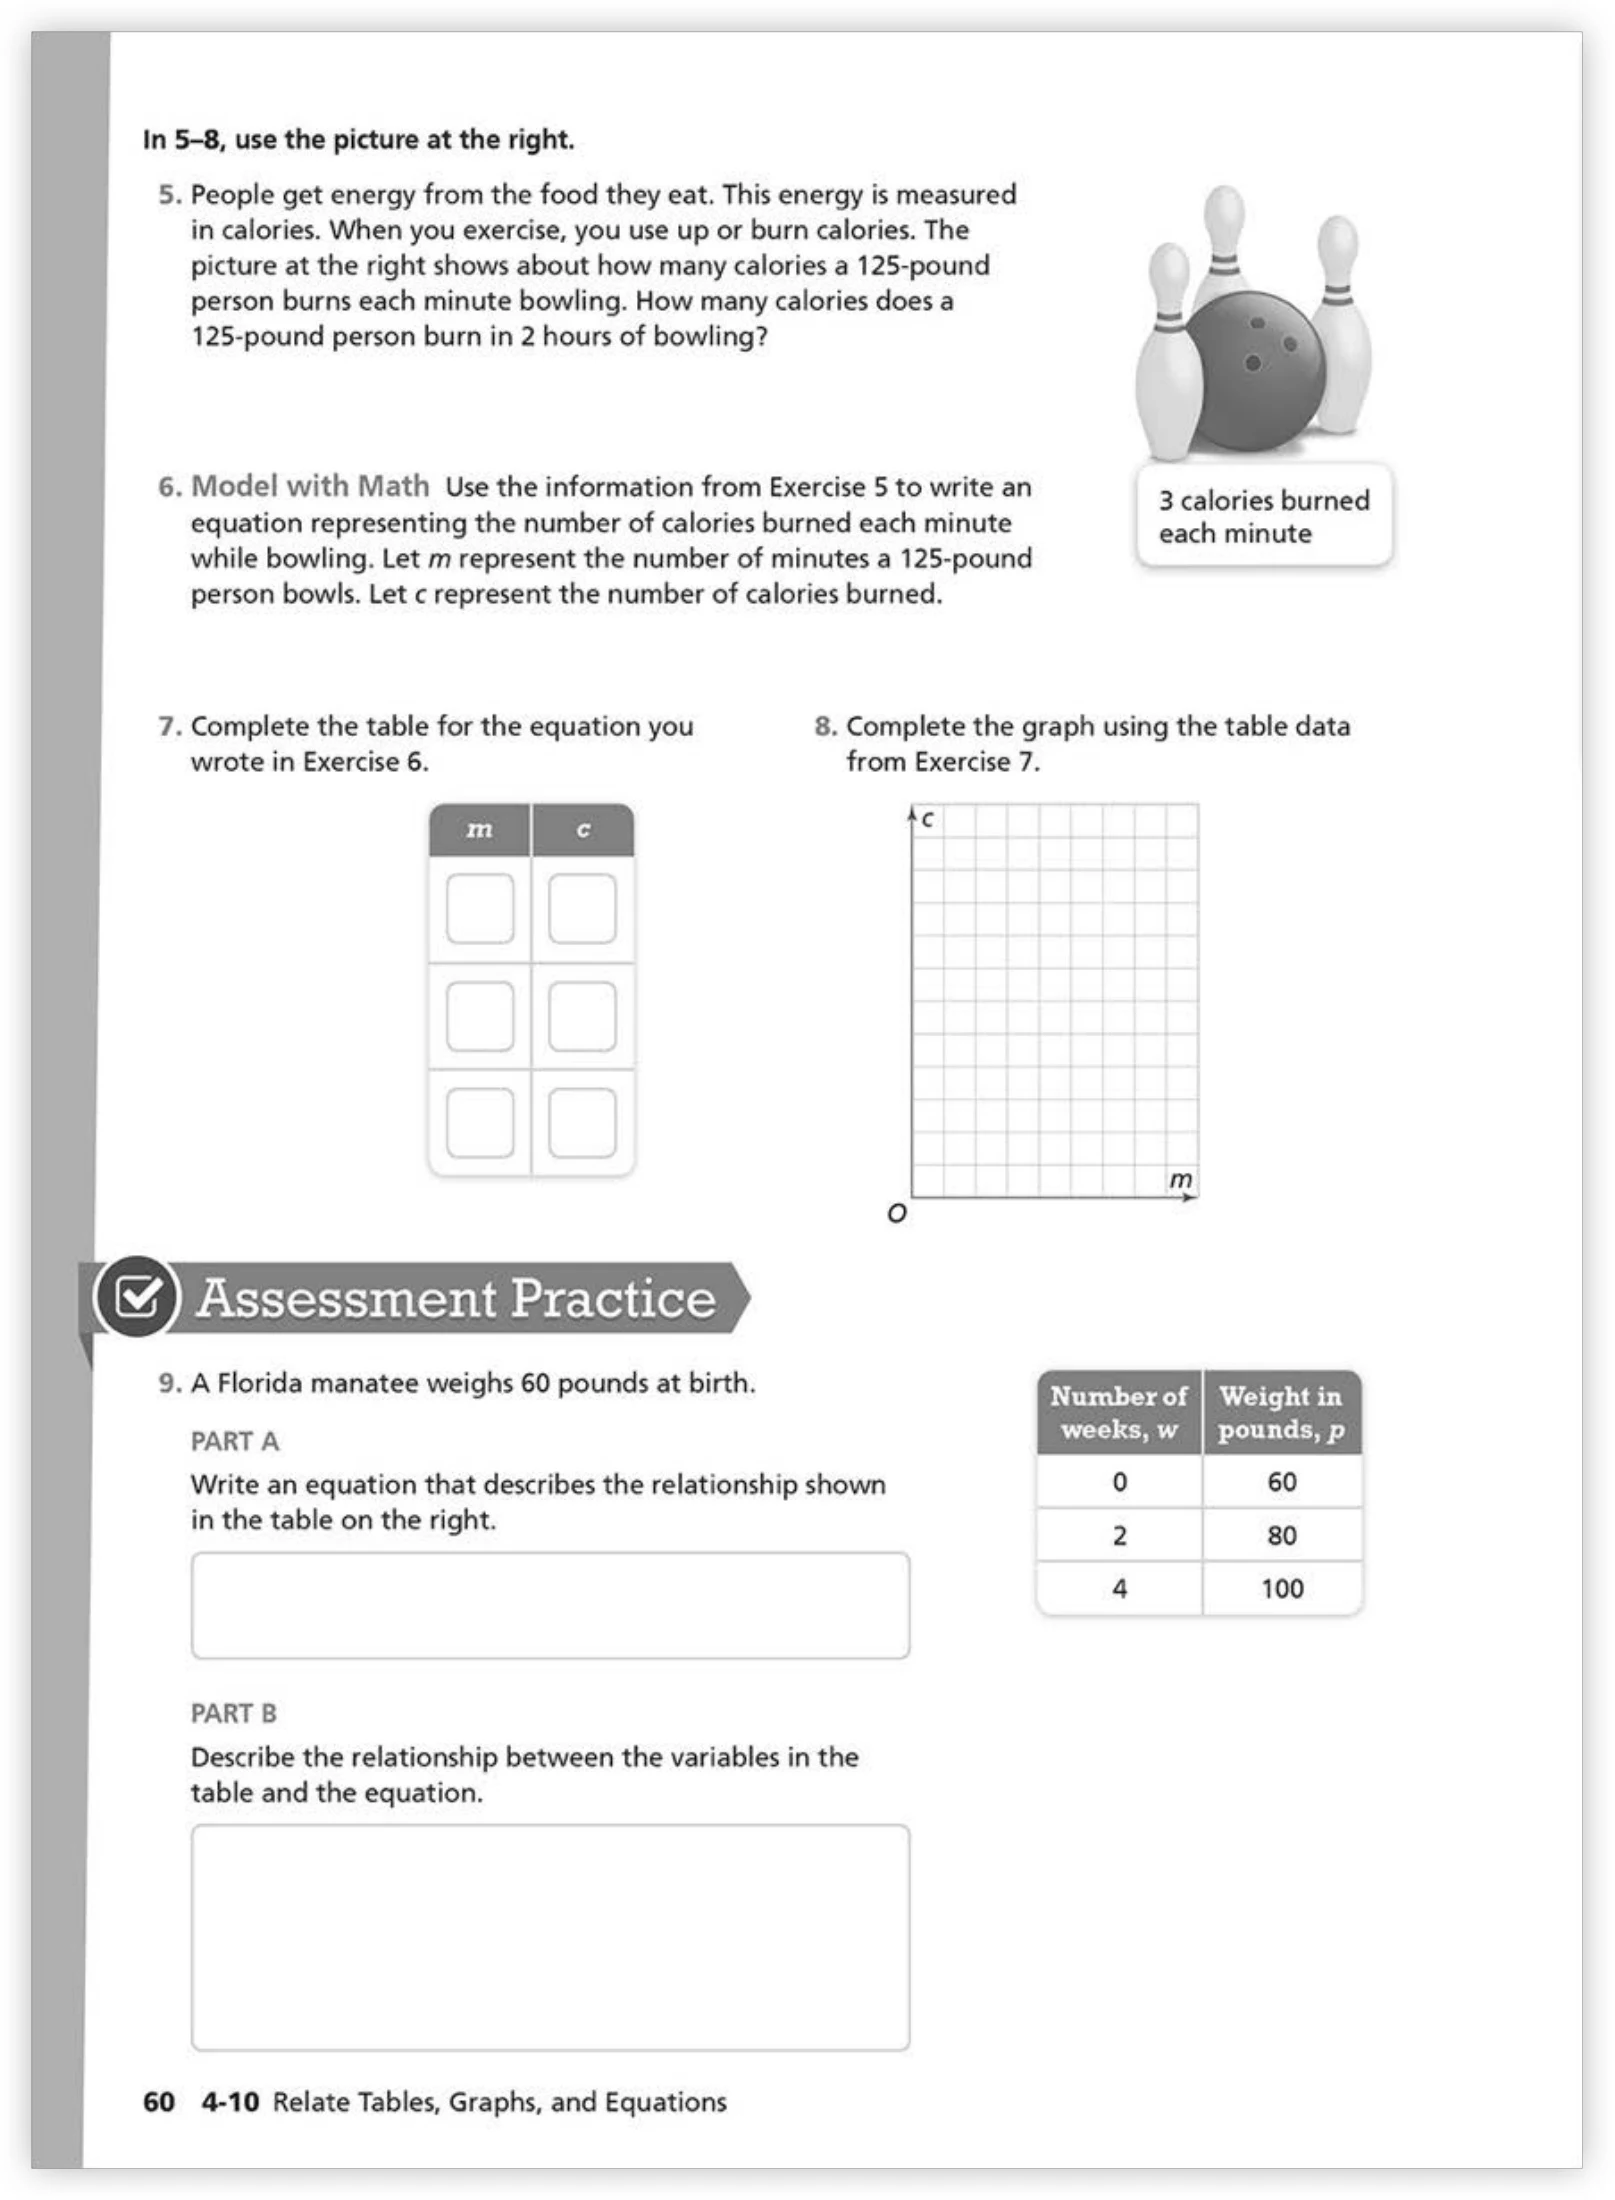 In 5–8, use the picture at the right.
5. People get energy from the food they eat. This energy is measured
in calories. When you exercise, you use up or burn calories. The
picture at the right shows about how many calories a 125-pound
person burns each minute bowling. How many calories does a
125-pound person burn in 2 hours of bowling?
3 calories burned
each minute
6. Model with Math Use the information from Exercise 5 to write an
equation representing the number of calories burned each minute
while bowling. Let m represent the number of minutes a 125-pound
person bowls. Let c represent the number of calories burned.
7. Complete the table for the equation you
wrote in Exercise 6.
m c
8. Complete the graph using the table data
from Exercise 7.
c
m
O
Assessment Practice
9. A Florida manatee weighs 60 pounds at birth.
PART A
Write an equation that describes the relationship shown
in the table on the right.
Number of Weight in
weeks, w pounds, p
0 60
2 80
4 100
PART B
Describe the relationship between the variables in the
table and the equation.
60 4-10 Relate Tables, Graphs, and Equations